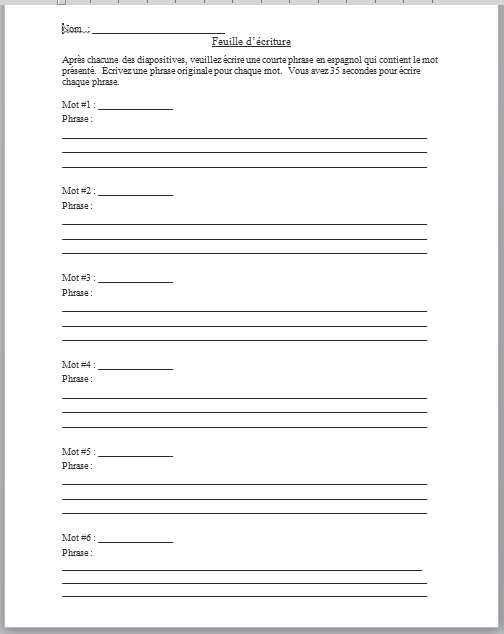 Nom : ____________________
Feuille d'écriture
Après chacune des diapositives, veuillez écrire une courte phrase en espagnol qui contient le mot
présenté. Écrivez une phrase originale pour chaque mot. Vous avez 35 secondes pour écrire
chaque phrase.
Mot #1 : ____________
Phrase :
Mot #2 : ____________
Phrase :
Mot #3 : ____________
Phrase :
Mot #4 : ____________
Phrase :
Mot #5 : ____________
Phrase :
Mot #6 : ____________
Phrase :